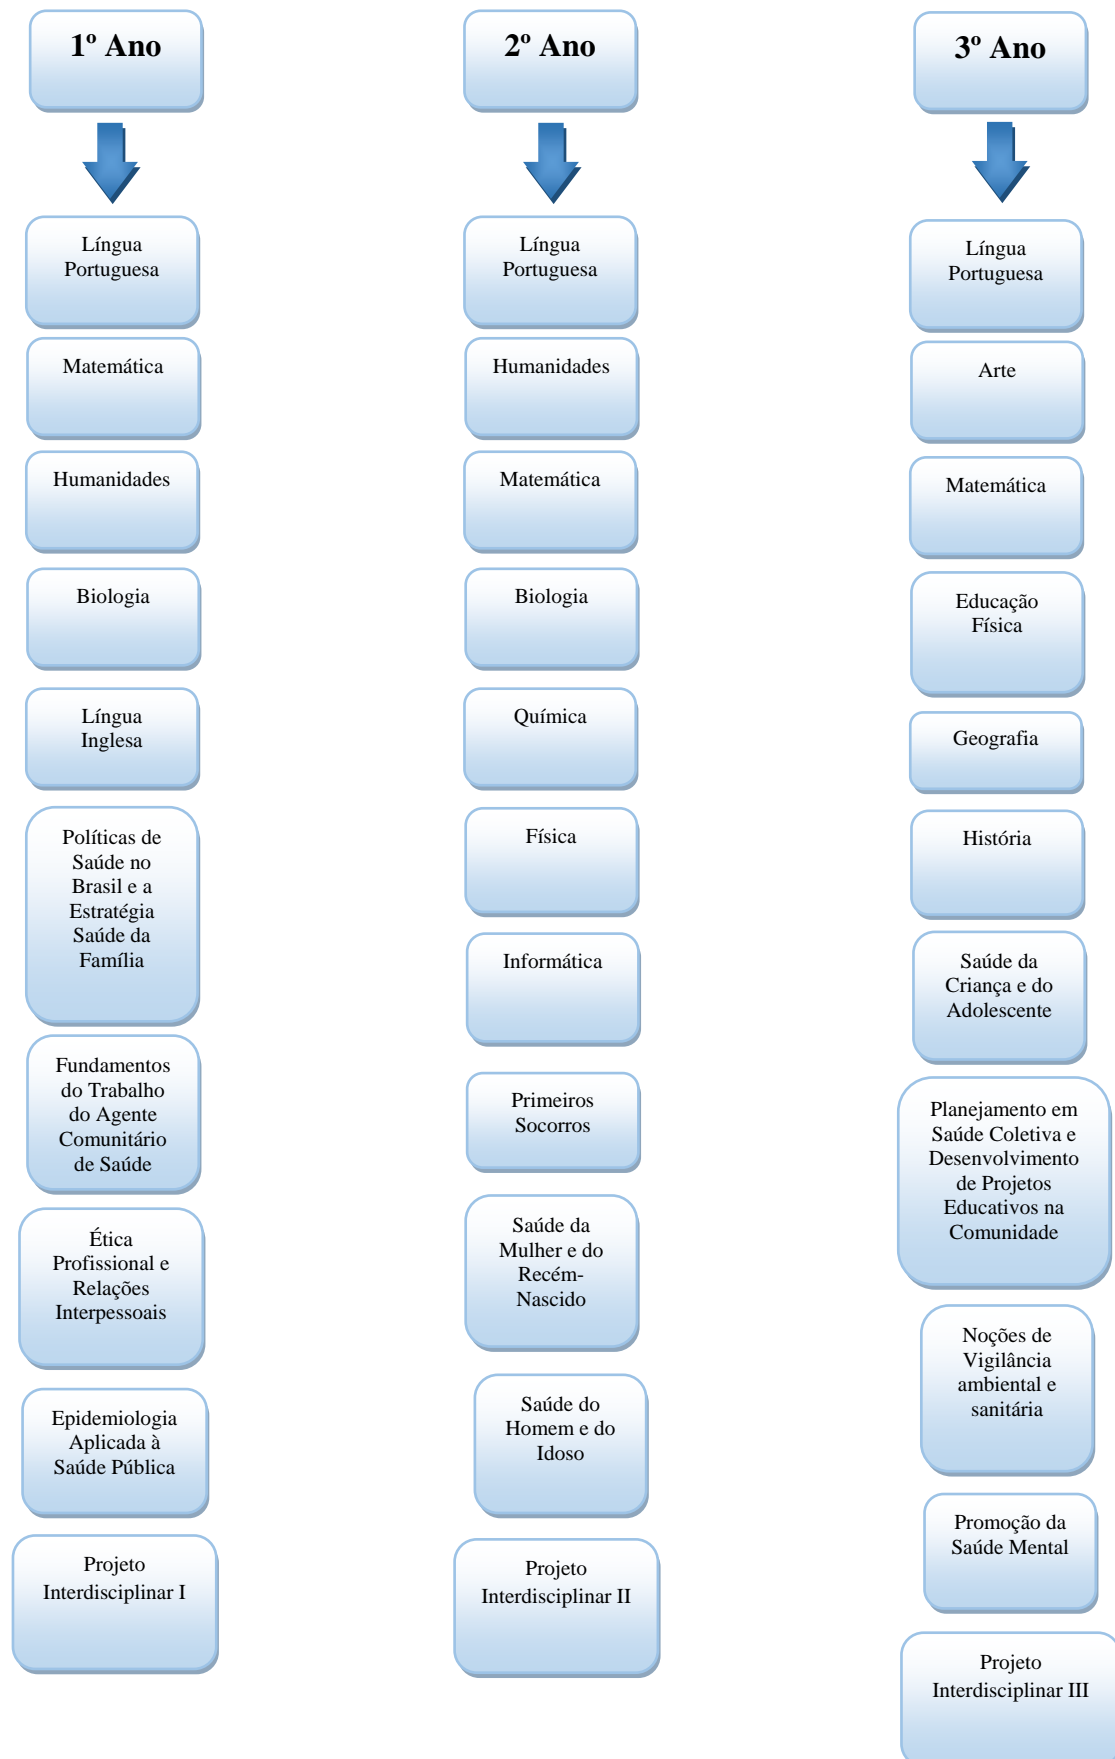 1º Ano
Língua
Portuguesa
Matemática
Humanidades
Biologia
Língua
Inglesa
Políticas de
Saúde no
Brasil e a
Estratégia
Saúde da
Família
Fundamentos
do Trabalho
do Agente
Comunitário
de Saúde
Ética
Profissional e
Relações
Interpessoais
Epidemiologia
Aplicada à
Saúde Pública
Projeto
Interdisciplinar I
2º Ano
Língua
Portuguesa
Humanidades
Matemática
Biologia
Química
Física
Informática
Primeiros
Socorros
Saúde da
Mulher e do
Recém-
Nascido
Saúde do
Homem e do
Idoso
Projeto
Interdisciplinar II
3º Ano
Língua
Portuguesa
Arte
Matemática
Educação
Física
Geografia
História
Saúde da
Criança e do
Adolescente
Planejamento em
Saúde Coletiva e
Desenvolvimento
de Projetos
Educativos na
Comunidade
Noções de
Vigilância
ambiental e
sanitária
Promoção da
Saúde Mental
Projeto
Interdisciplinar III